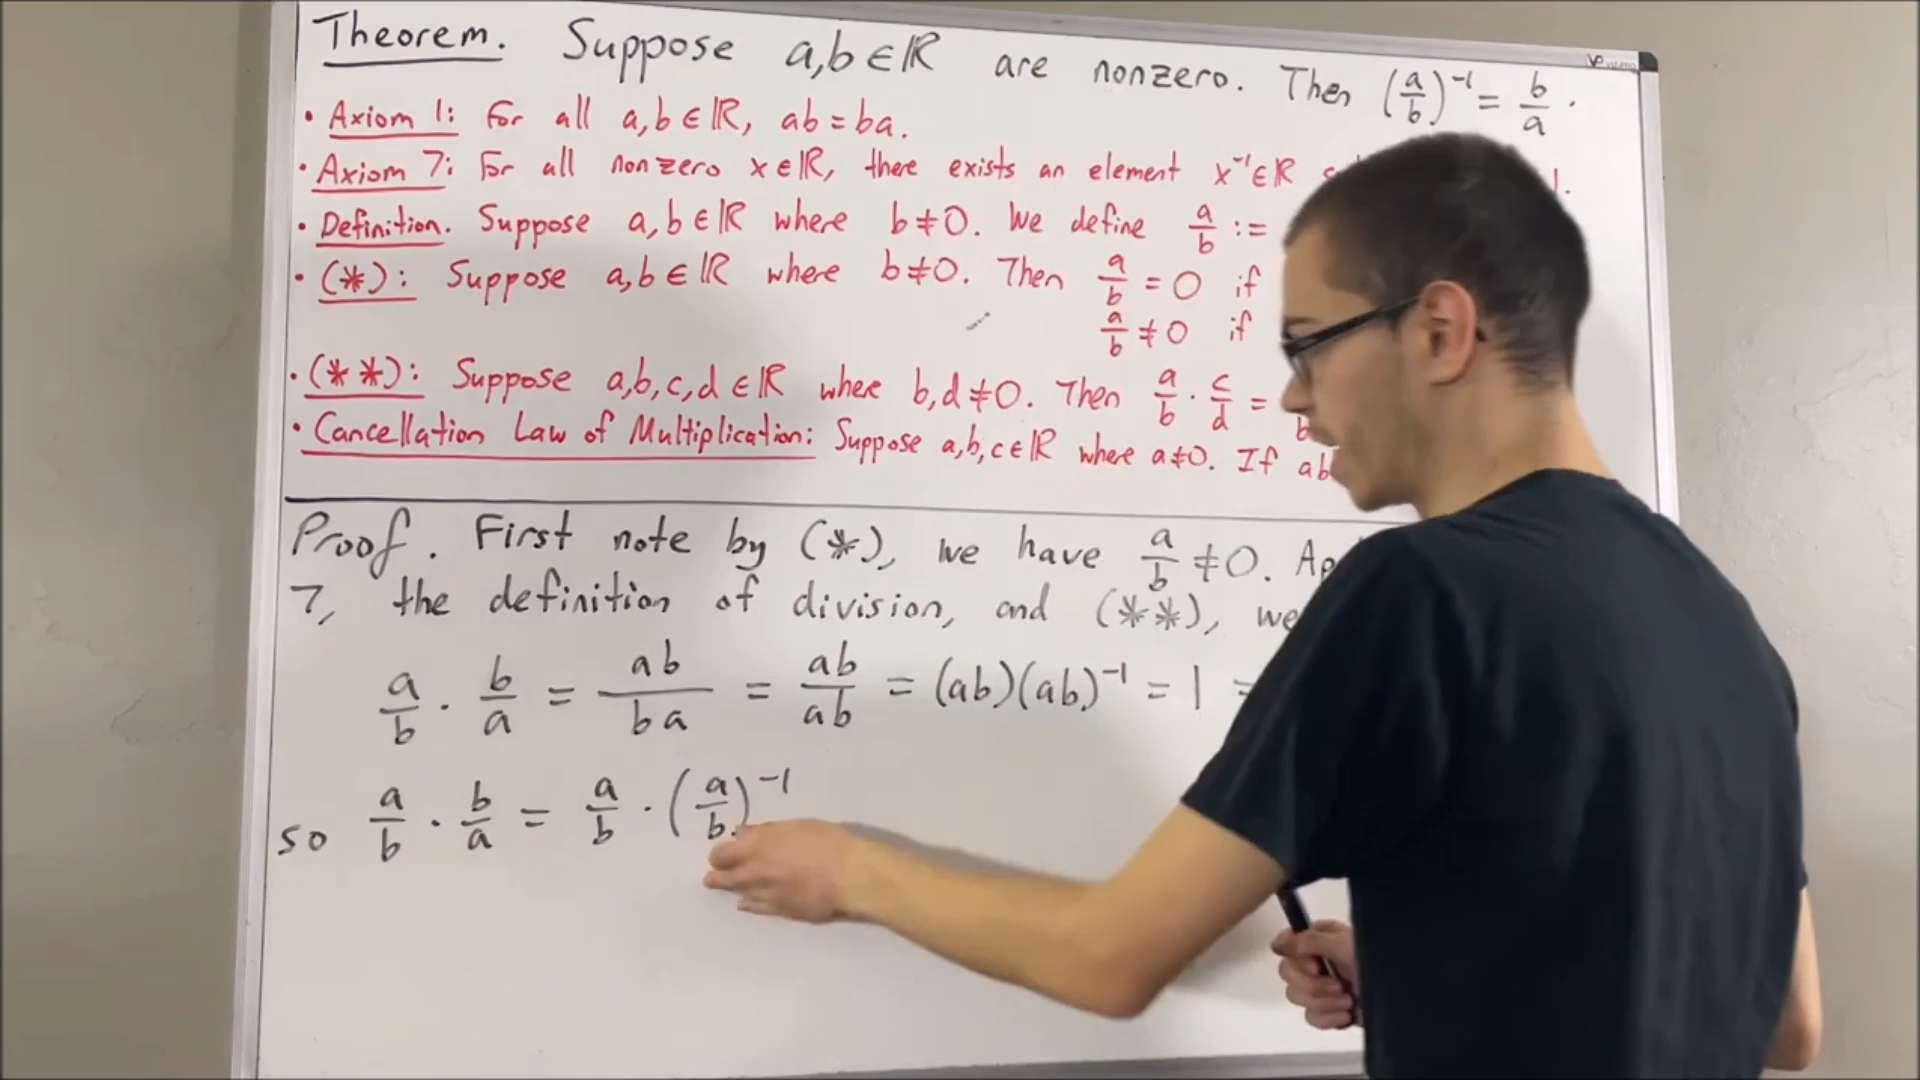 Theorem. Suppose a,b ∈ ℝ are nonzero. Then (a/b)⁻¹ = b/a.
• Axiom 1: For all a,b ∈ ℝ, ab = ba.
• Axiom 7: For all nonzero x ∈ ℝ, there exists an element x⁻¹ ∈ ℝ 1.
• Definition. Suppose a,b ∈ ℝ where b ≠ 0. We define a/b :=
• (*): Suppose a,b ∈ ℝ where b ≠ 0. Then a/b = 0 if
a/b ≠ 0 if
• (**): Suppose a,b,c,d ∈ ℝ where b,d ≠ 0. Then a/b · c/d =
• Cancellation Law of Multiplication: Suppose a,b,c ∈ ℝ where a ≠ 0. If ab
Proof. First note by (*), we have a/b ≠ 0.
7, the definition of division, and (**), we
a/b · b/a = ab/ba = ab/ab = (ab)(ab)⁻¹ = 1 =
so a/b · b/a = a/b · (a/b)⁻¹